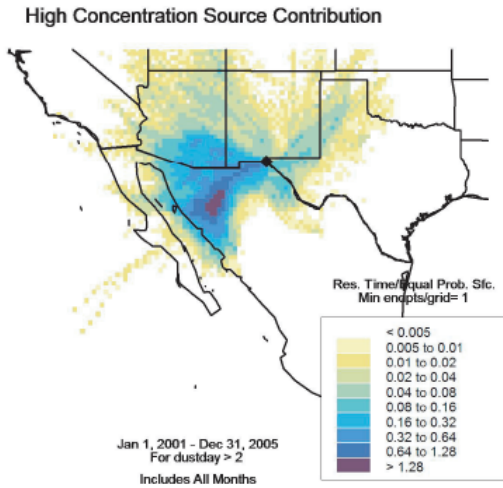 High Concentration Source Contribution
Res. Time/Equal Prob. Sfc.
Min enqpts/grid= 1
< 0.005
0.005 to 0.01
0.01 to 0.02
0.02 to 0.04
0.04 to 0.08
0.08 to 0.16
0.16 to 0.32
0.32 to 0.64
0.64 to 1.28
> 1.28
Jan 1, 2001 - Dec 31, 2005
For dustday > 2
Includes All Months